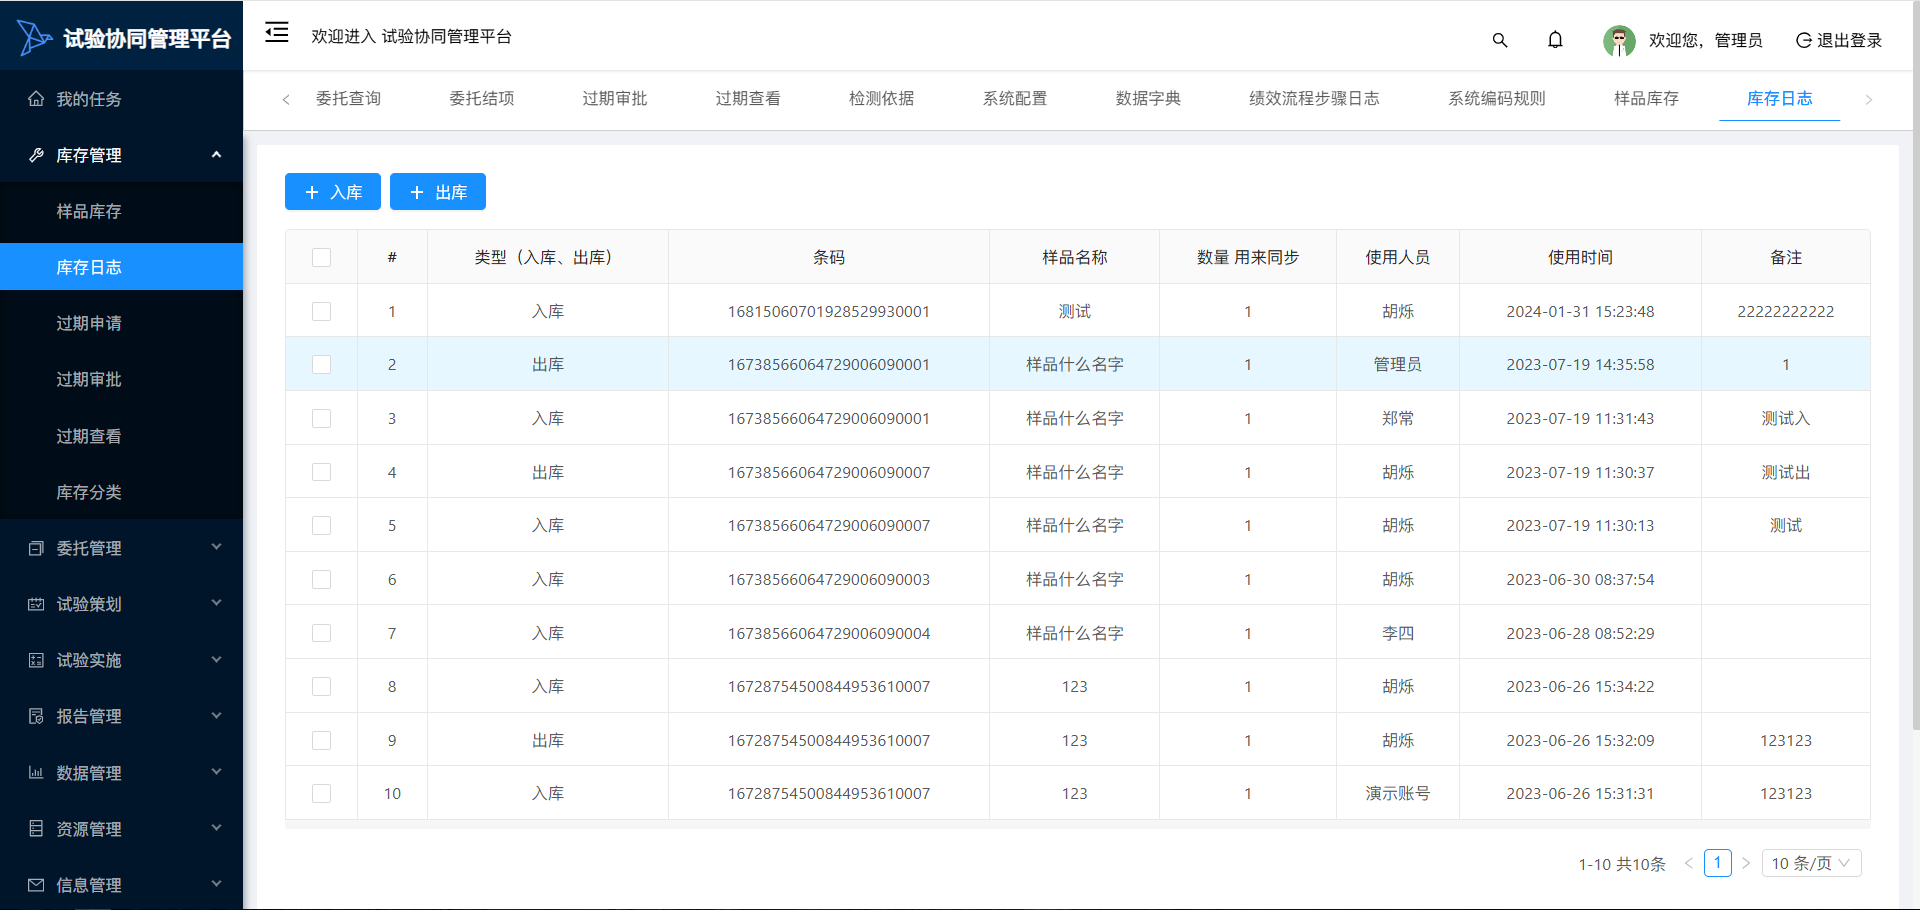 试验协同管理平台
欢迎进入 试验协同管理平台
欢迎您，管理员
退出登录
我的任务
库存管理
样品库存
库存日志
过期申请
过期审批
过期查看
库存分类
委托管理
试验策划
试验实施
报告管理
数据管理
资源管理
信息管理
委托查询 委托结项 过期审批 过期查看 检测依据 系统配置 数据字典 绩效流程步骤日志 系统编码规则 样品库存 库存日志
+ 入库 + 出库
# 类型（入库、出库） 条码 样品名称 数量 用来同步 使用人员 使用时间 备注
1 入库 16815060701928529930001 测试 1 胡烁 2024-01-31 15:23:48 22222222222
2 出库 16738566064729006090001 样品什么名字 1 管理员 2023-07-19 14:35:58 1
3 入库 16738566064729006090001 样品什么名字 1 郑常 2023-07-19 11:31:43 测试入
4 出库 16738566064729006090007 样品什么名字 1 胡烁 2023-07-19 11:30:37 测试出
5 入库 16738566064729006090007 样品什么名字 1 胡烁 2023-07-19 11:30:13 测试
6 入库 16738566064729006090003 样品什么名字 1 胡烁 2023-06-30 08:37:54
7 入库 16738566064729006090004 样品什么名字 1 李四 2023-06-28 08:52:29
8 入库 16728754500844953610007 123 1 胡烁 2023-06-26 15:34:22
9 出库 16728754500844953610007 123 1 胡烁 2023-06-26 15:32:09 123123
10 入库 16728754500844953610007 123 1 演示账号 2023-06-26 15:31:31 123123
1-10 共10条 < 1 > 10 条/页